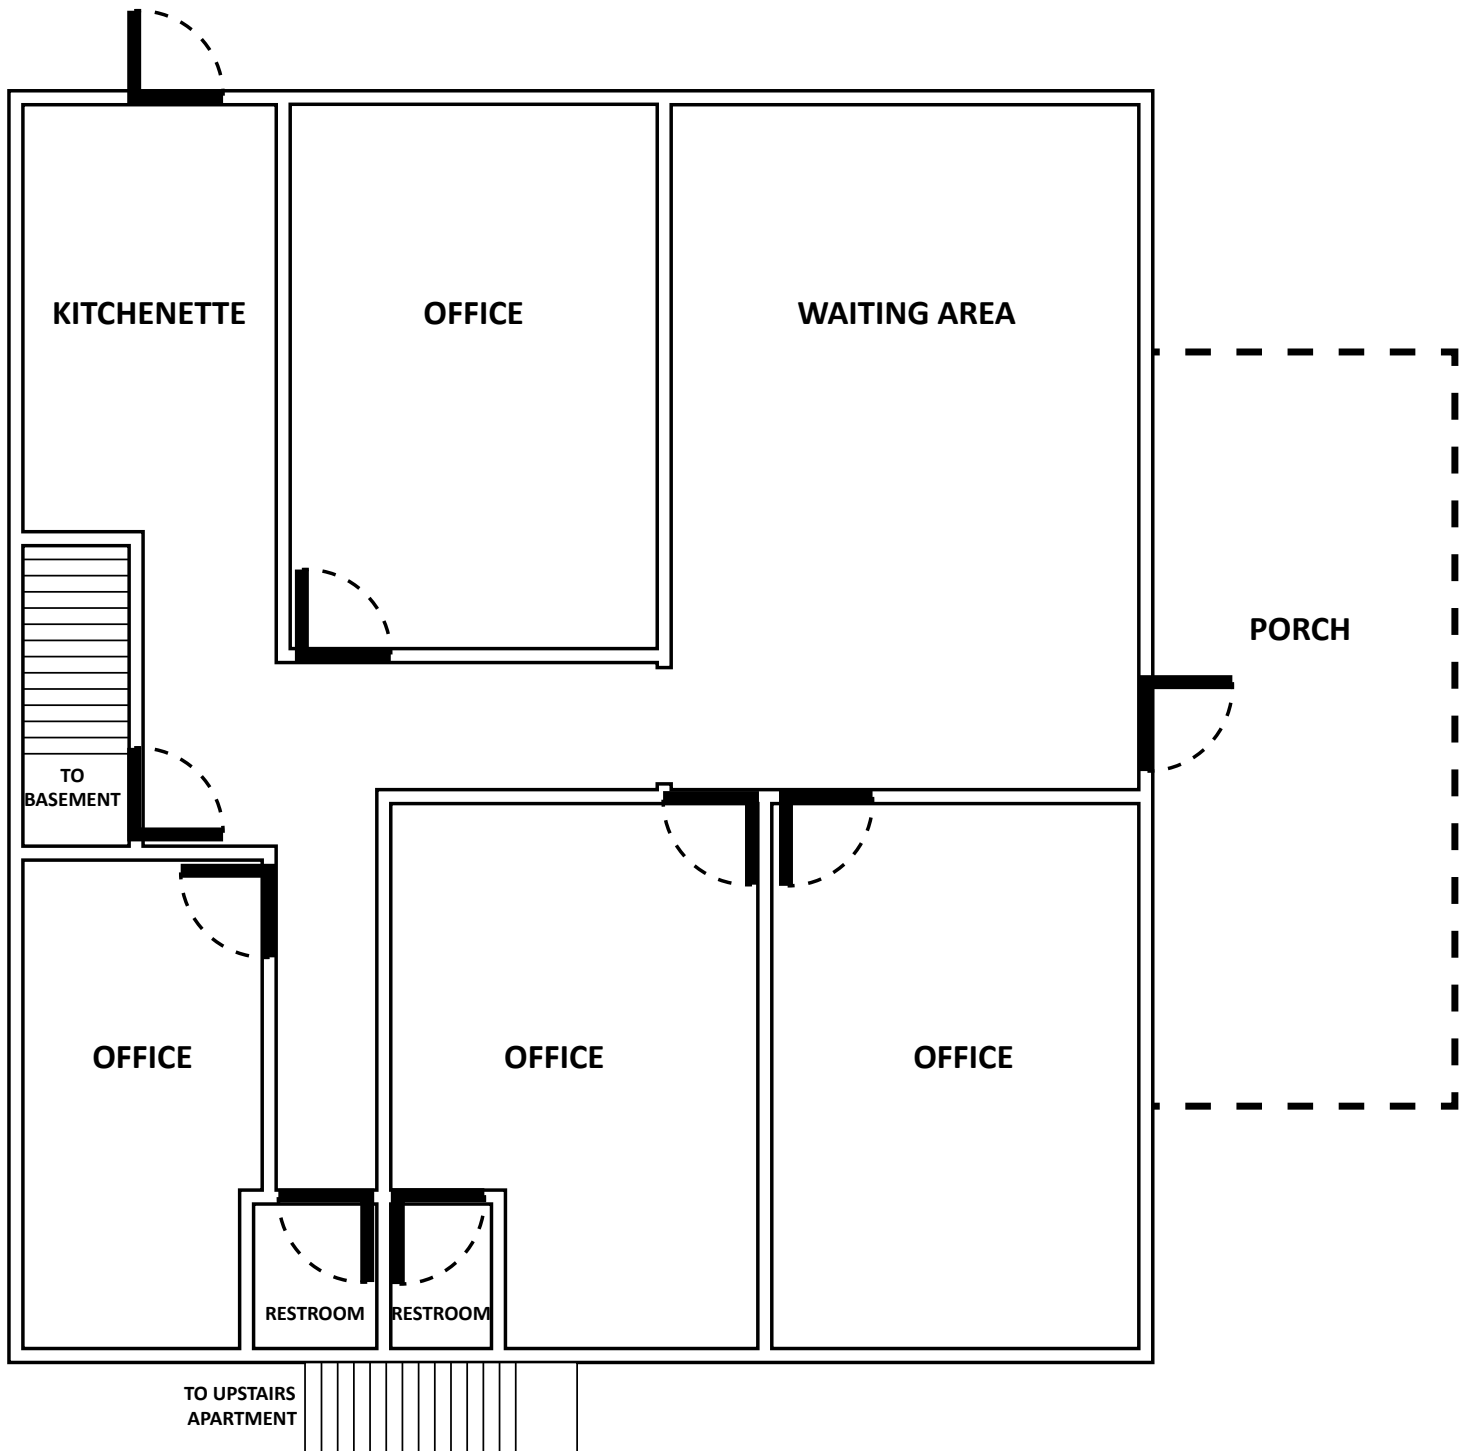 KITCHENETTE
OFFICE
WAITING AREA
PORCH
TO
BASEMENT
OFFICE
OFFICE
OFFICE
RESTROOM
RESTROOM
TO UPSTAIRS
APARTMENT